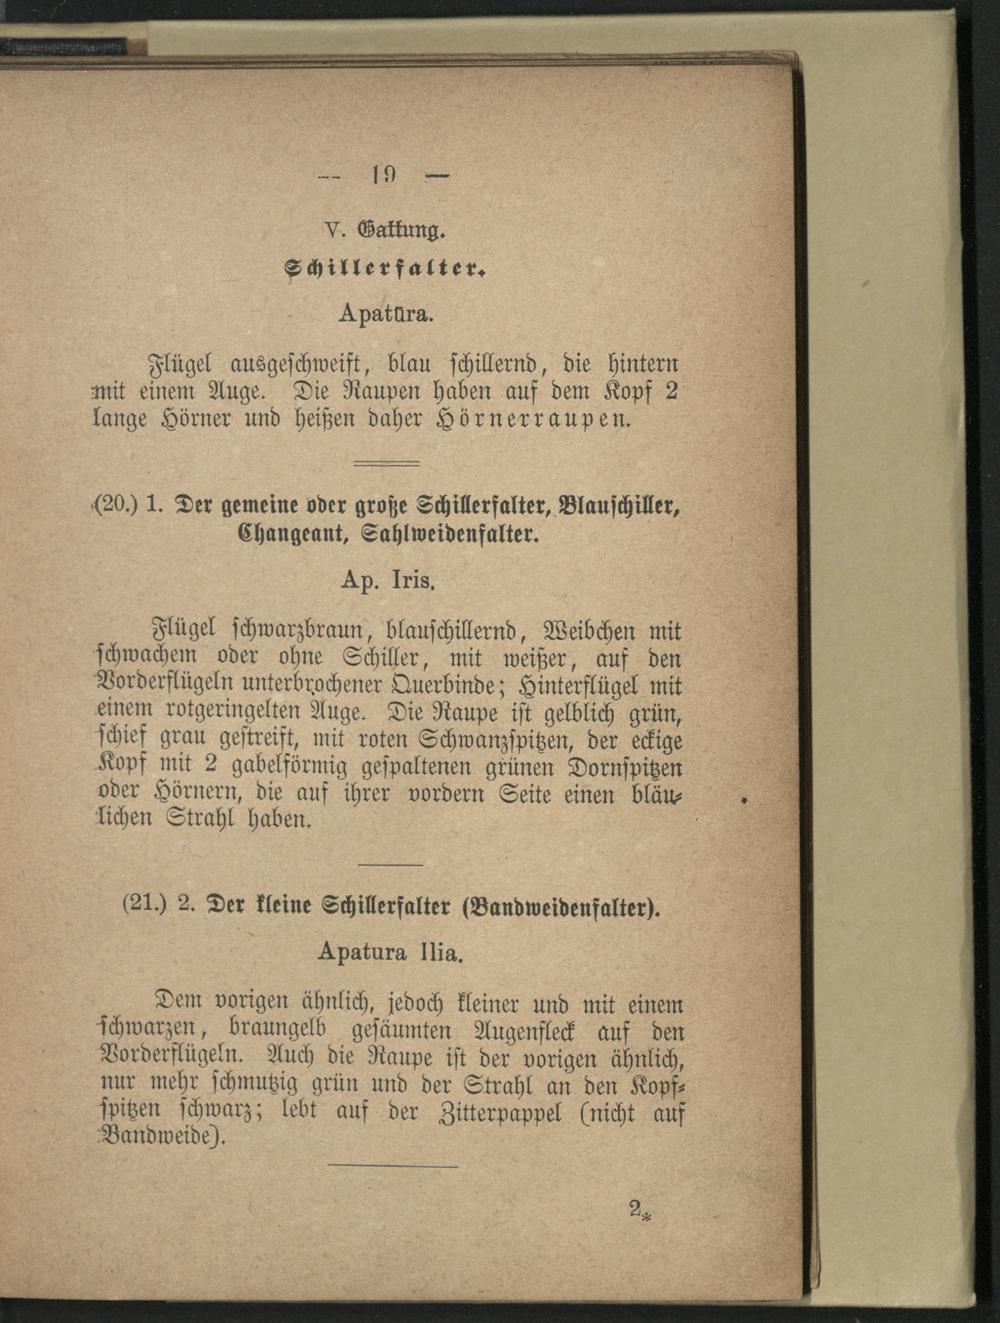 — 19 —
V. Gattung.
Schillerfalter.
Apatūra.
Flügel ausgeschweift, blau schillernd, die hintern
mit einem Auge. Die Raupen haben auf dem Kopf 2
lange Hörner und heißen daher Hörnerraupen.
(20.) 1. Der gemeine oder große Schillerfalter, Blauschiller,
Changeant, Sahlweidenfalter.
Ap. Iris.
Flügel schwarzbraun, blauschillernd, Weibchen mit
schwachem oder ohne Schiller, mit weißer, auf den
Vorderflügeln unterbrochener Querbinde; Hinterflügel mit
einem rotgeringelten Auge. Die Raupe ist gelblich grün,
schief grau gestreift, mit roten Schwanzspitzen, der eckige
Kopf mit 2 gabelförmig gespaltenen grünen Dornspitzen
oder Hörnern, die auf ihrer vordern Seite einen bläu-
lichen Strahl haben.
(21.) 2. Der kleine Schillerfalter (Bandweidenfalter).
Apatura Ilia.
Dem vorigen ähnlich, jedoch kleiner und mit einem
schwarzen, braungelb gesäumten Augenfleck auf den
Vorderflügeln. Auch die Raupe ist der vorigen ähnlich,
nur mehr schmutzig grün und der Strahl an den Kopf-
spitzen schwarz; lebt auf der Zitterpappel (nicht auf
Bandweide).
2*